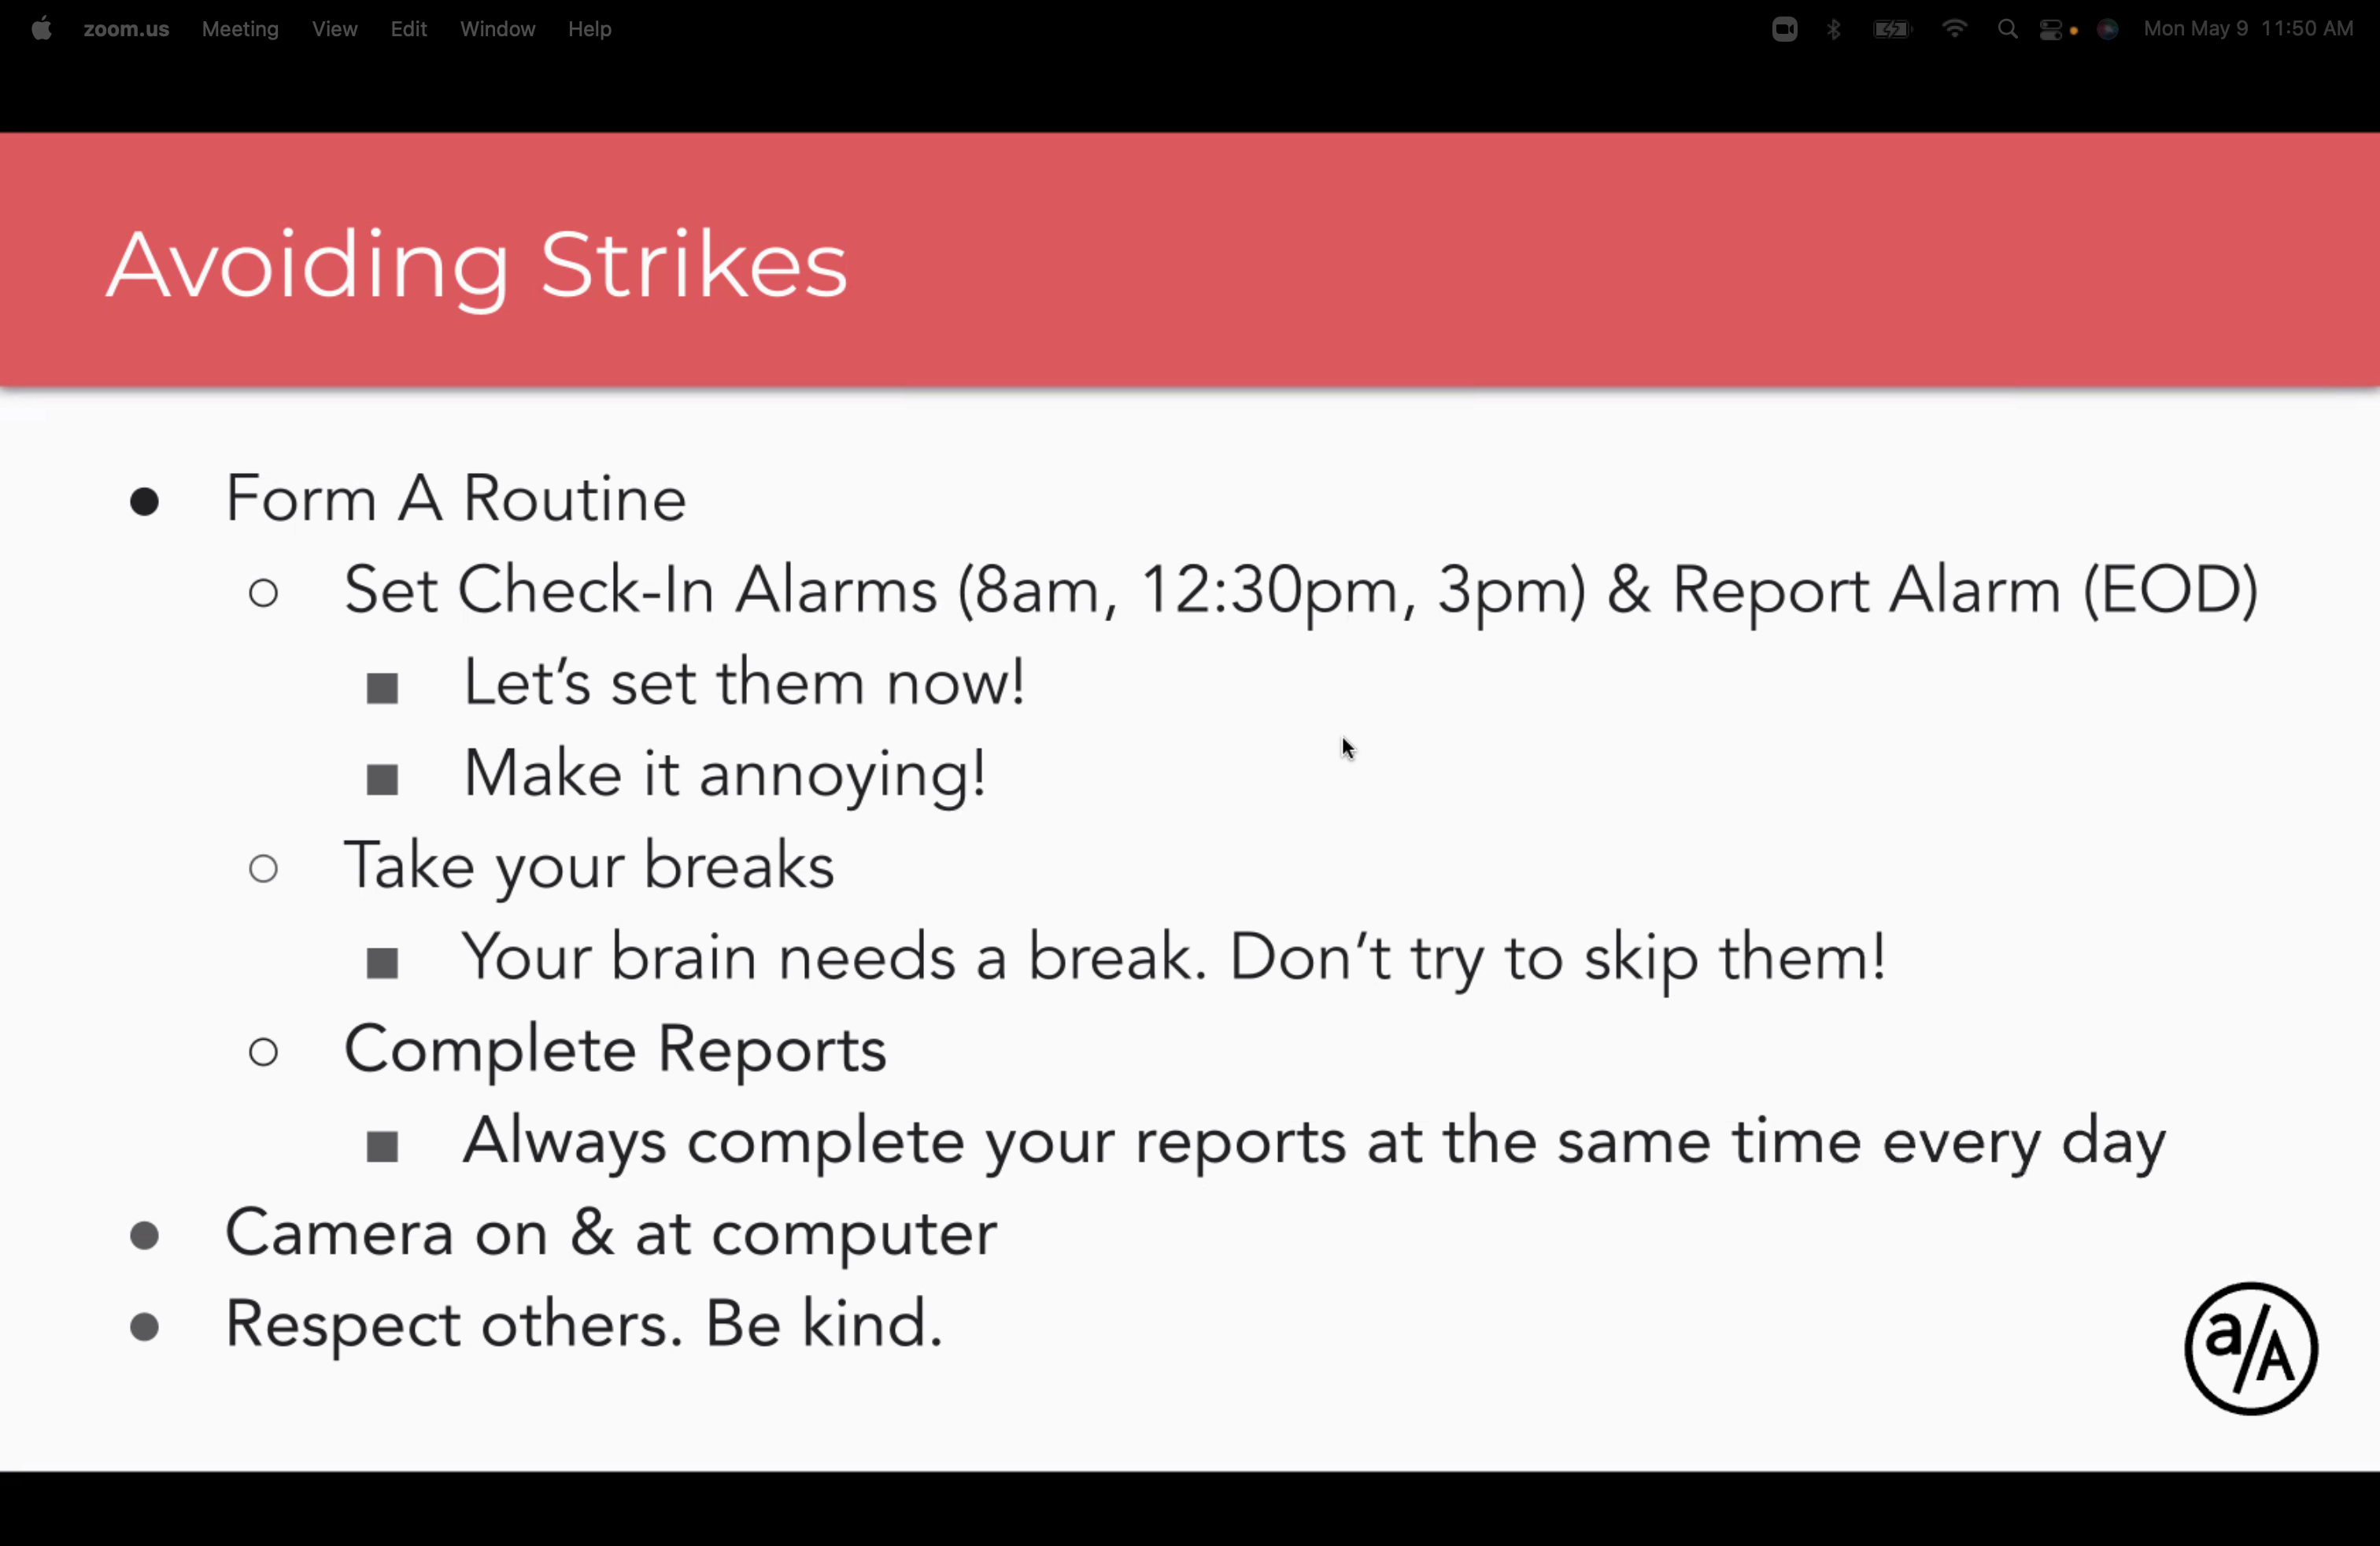 zoom.us Meeting View Edit Window Help Mon May 9 11:50 AM
Avoiding Strikes
● Form A Routine
○ Set Check-In Alarms (8am, 12:30pm, 3pm) & Report Alarm (EOD)
■ Let’s set them now!
■ Make it annoying!
○ Take your breaks
■ Your brain needs a break. Don’t try to skip them!
○ Complete Reports
■ Always complete your reports at the same time every day
● Camera on & at computer
● Respect others. Be kind.
a/A